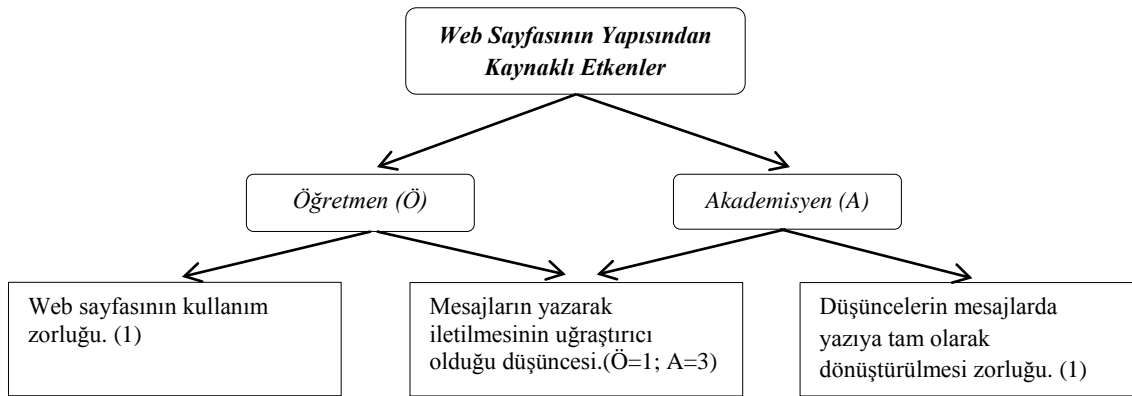 Web Sayfasının Yapısından
Kaynaklı Etkenler
Öğretmen (Ö)
Akademisyen (A)
Web sayfasının kullanım
zorluğu. (1)
Mesajların yazarak
iletilmesinin uğraştırıcı
olduğu düşüncesi.(Ö=1; A=3)
Düşüncelerin mesajlarda
yazıya tam olarak
dönüştürülmesi zorluğu. (1)